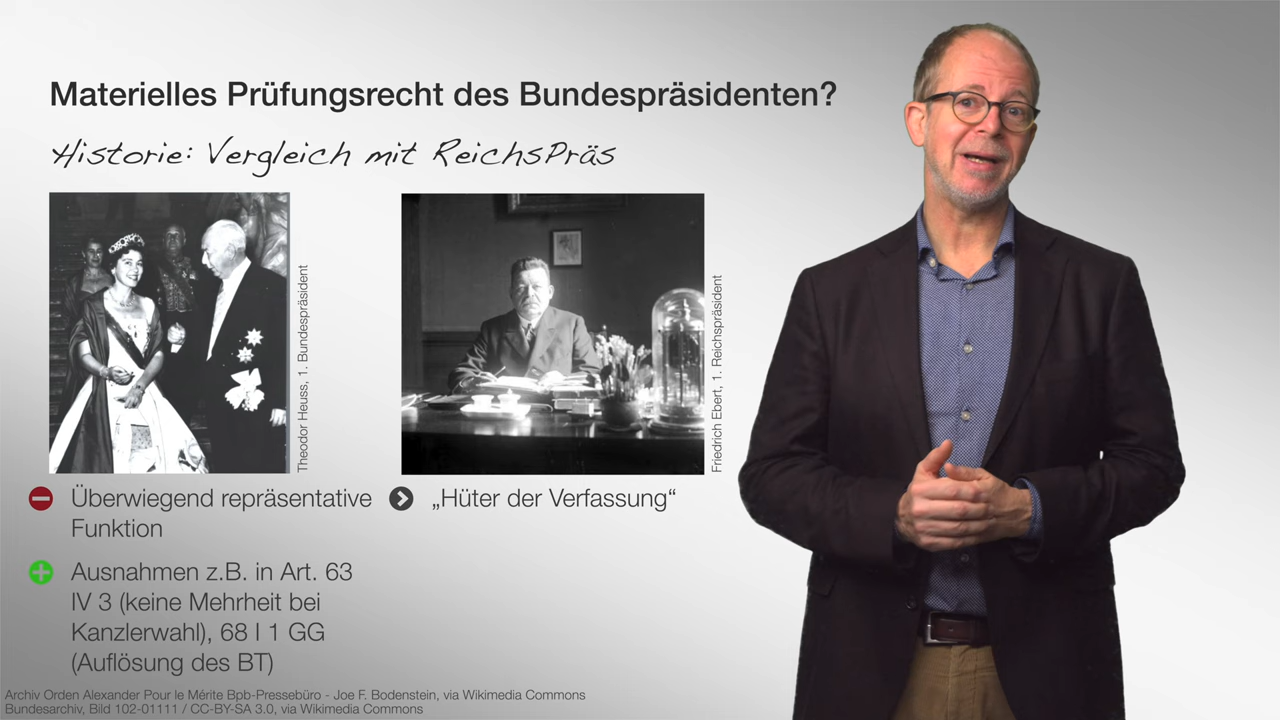 Materielles Prüfungsrecht des Bundespräsidenten?
Historie: Vergleich mit ReichsPräs
Theodor Heuss, 1. Bundespräsident
Friedrich Ebert, 1. Reichspräsident
Überwiegend repräsentative
Funktion
„Hüter der Verfassung“
Ausnahmen z.B. in Art. 63
IV 3 (keine Mehrheit bei
Kanzlerwahl), 68 I 1 GG
(Auflösung des BT)
Archiv Orden Alexander Pour le Mérite Bpb-Pressebüro - Joe F. Bodenstein, via Wikimedia Commons
Bundesarchiv, Bild 102-01111 / CC-BY-SA 3.0, via Wikimedia Commons